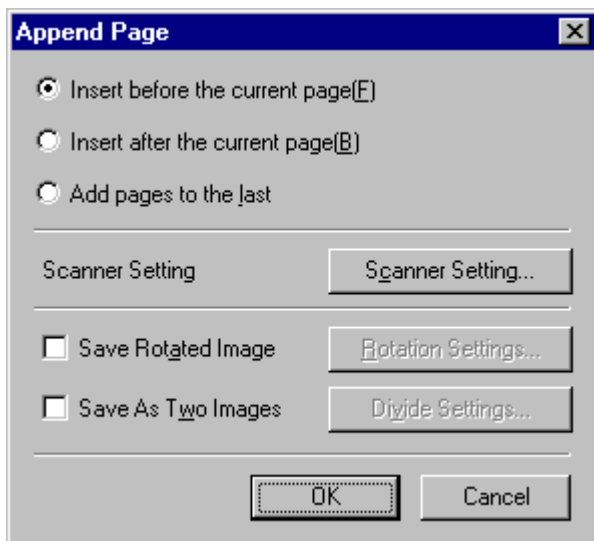 Append Page
Insert before the current page(F)
Insert after the current page(B)
Add pages to the last
Scanner Setting Scanner Setting...
Save Rotated Image Rotation Settings...
Save As Two Images Divide Settings...
OK Cancel